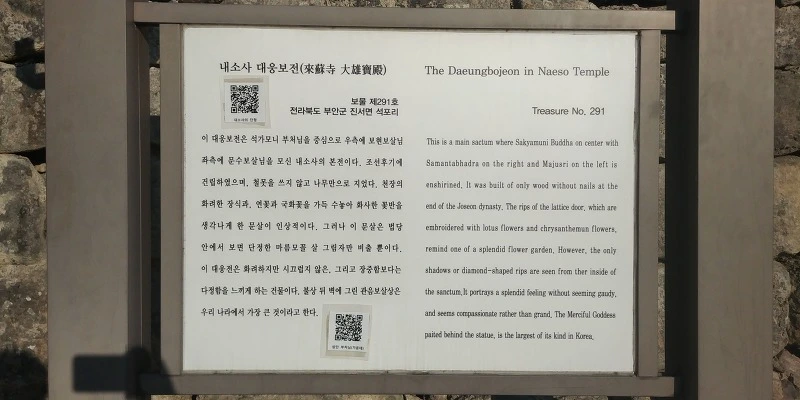 내소사 대웅보전(來蘇寺 大雄寶殿)
보물 제291호
전라북도 부안군 진서면 석포리
이 대웅보전은 석가모니 부처님을 중심으로 우측에 보현보살님
좌측에 문수보살님을 모신 내소사의 본전이다. 조선후기에
건립하였으며, 철못을 쓰지 않고 나무만으로 지었다. 천장의
화려한 장식과, 연꽃과 국화꽃을 가득 수놓아 화사한 꽃반을
생각나게 한 문살이 인상적이다. 그러나 이 문살은 법당
안에서 보면 단정한 마름모꼴 살 그림자만 비출 뿐이다.
이 대웅전은 화려하지만 시끄럽지 않은, 그리고 장중함보다는
다정함을 느끼게 하는 건물이다. 불상 뒤 벽에 그린 관음보살상은
우리 나라에서 가장 큰 것이라고 한다.
The Daeungbojeon in Naeso Temple
Treasure No. 291
This is a main sactum where Sakyamuni Buddha on center with
Samantabhadra on the right and Majusri on the left is
enshirined. It was built of only wood without nails at the
end of the Joseon dynasty. The rips of the lattice door, which are
embroidered with lotus flowers and chrysanthemun flowers,
remind one of a splendid flower garden. However, the only
shadows or diamond-shaped rips are seen from ther inside of
the sanctum.It portrays a splendid feeling without seeming gaudy,
and seems compassionate rather than grand. The Merciful Goddess
paited behind the statue, is the largest of its kind in Korea.